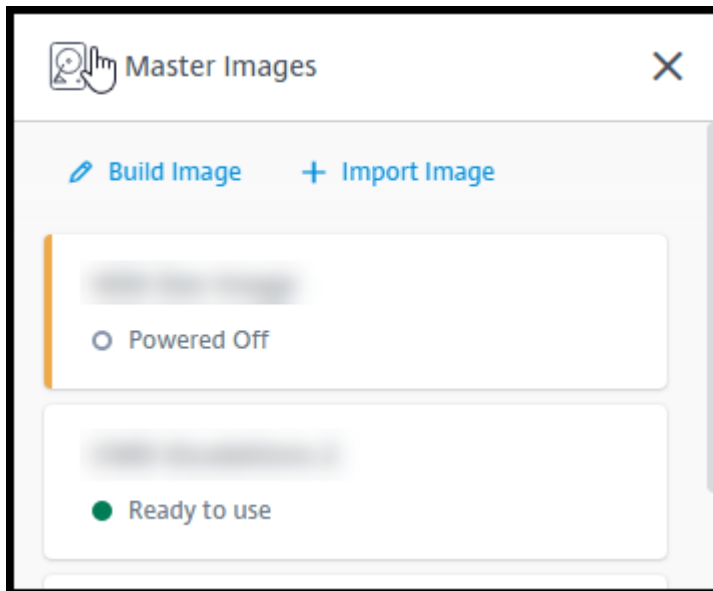 Master Images
Build Image
Import Image
Powered Off
Ready to use